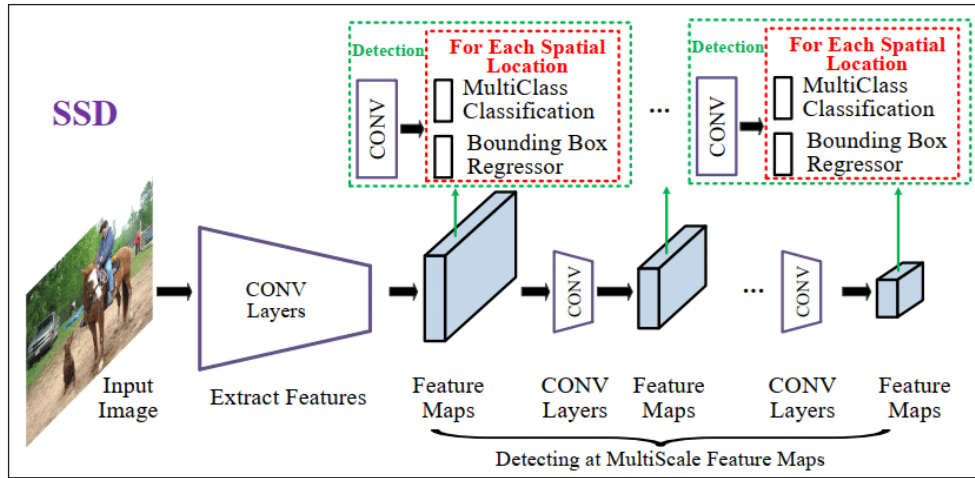 SSD
Detection
For Each Spatial
Location
CONV
MultiClass
Classification
Bounding Box
Regressor
...
Detection
For Each Spatial
Location
CONV
MultiClass
Classification
Bounding Box
Regressor
CONV
Layers
CONV
...
CONV
Input
Image
Extract Features
Feature
Maps
CONV
Layers
Feature
Maps
CONV
Layers
Feature
Maps
Detecting at MultiScale Feature Maps